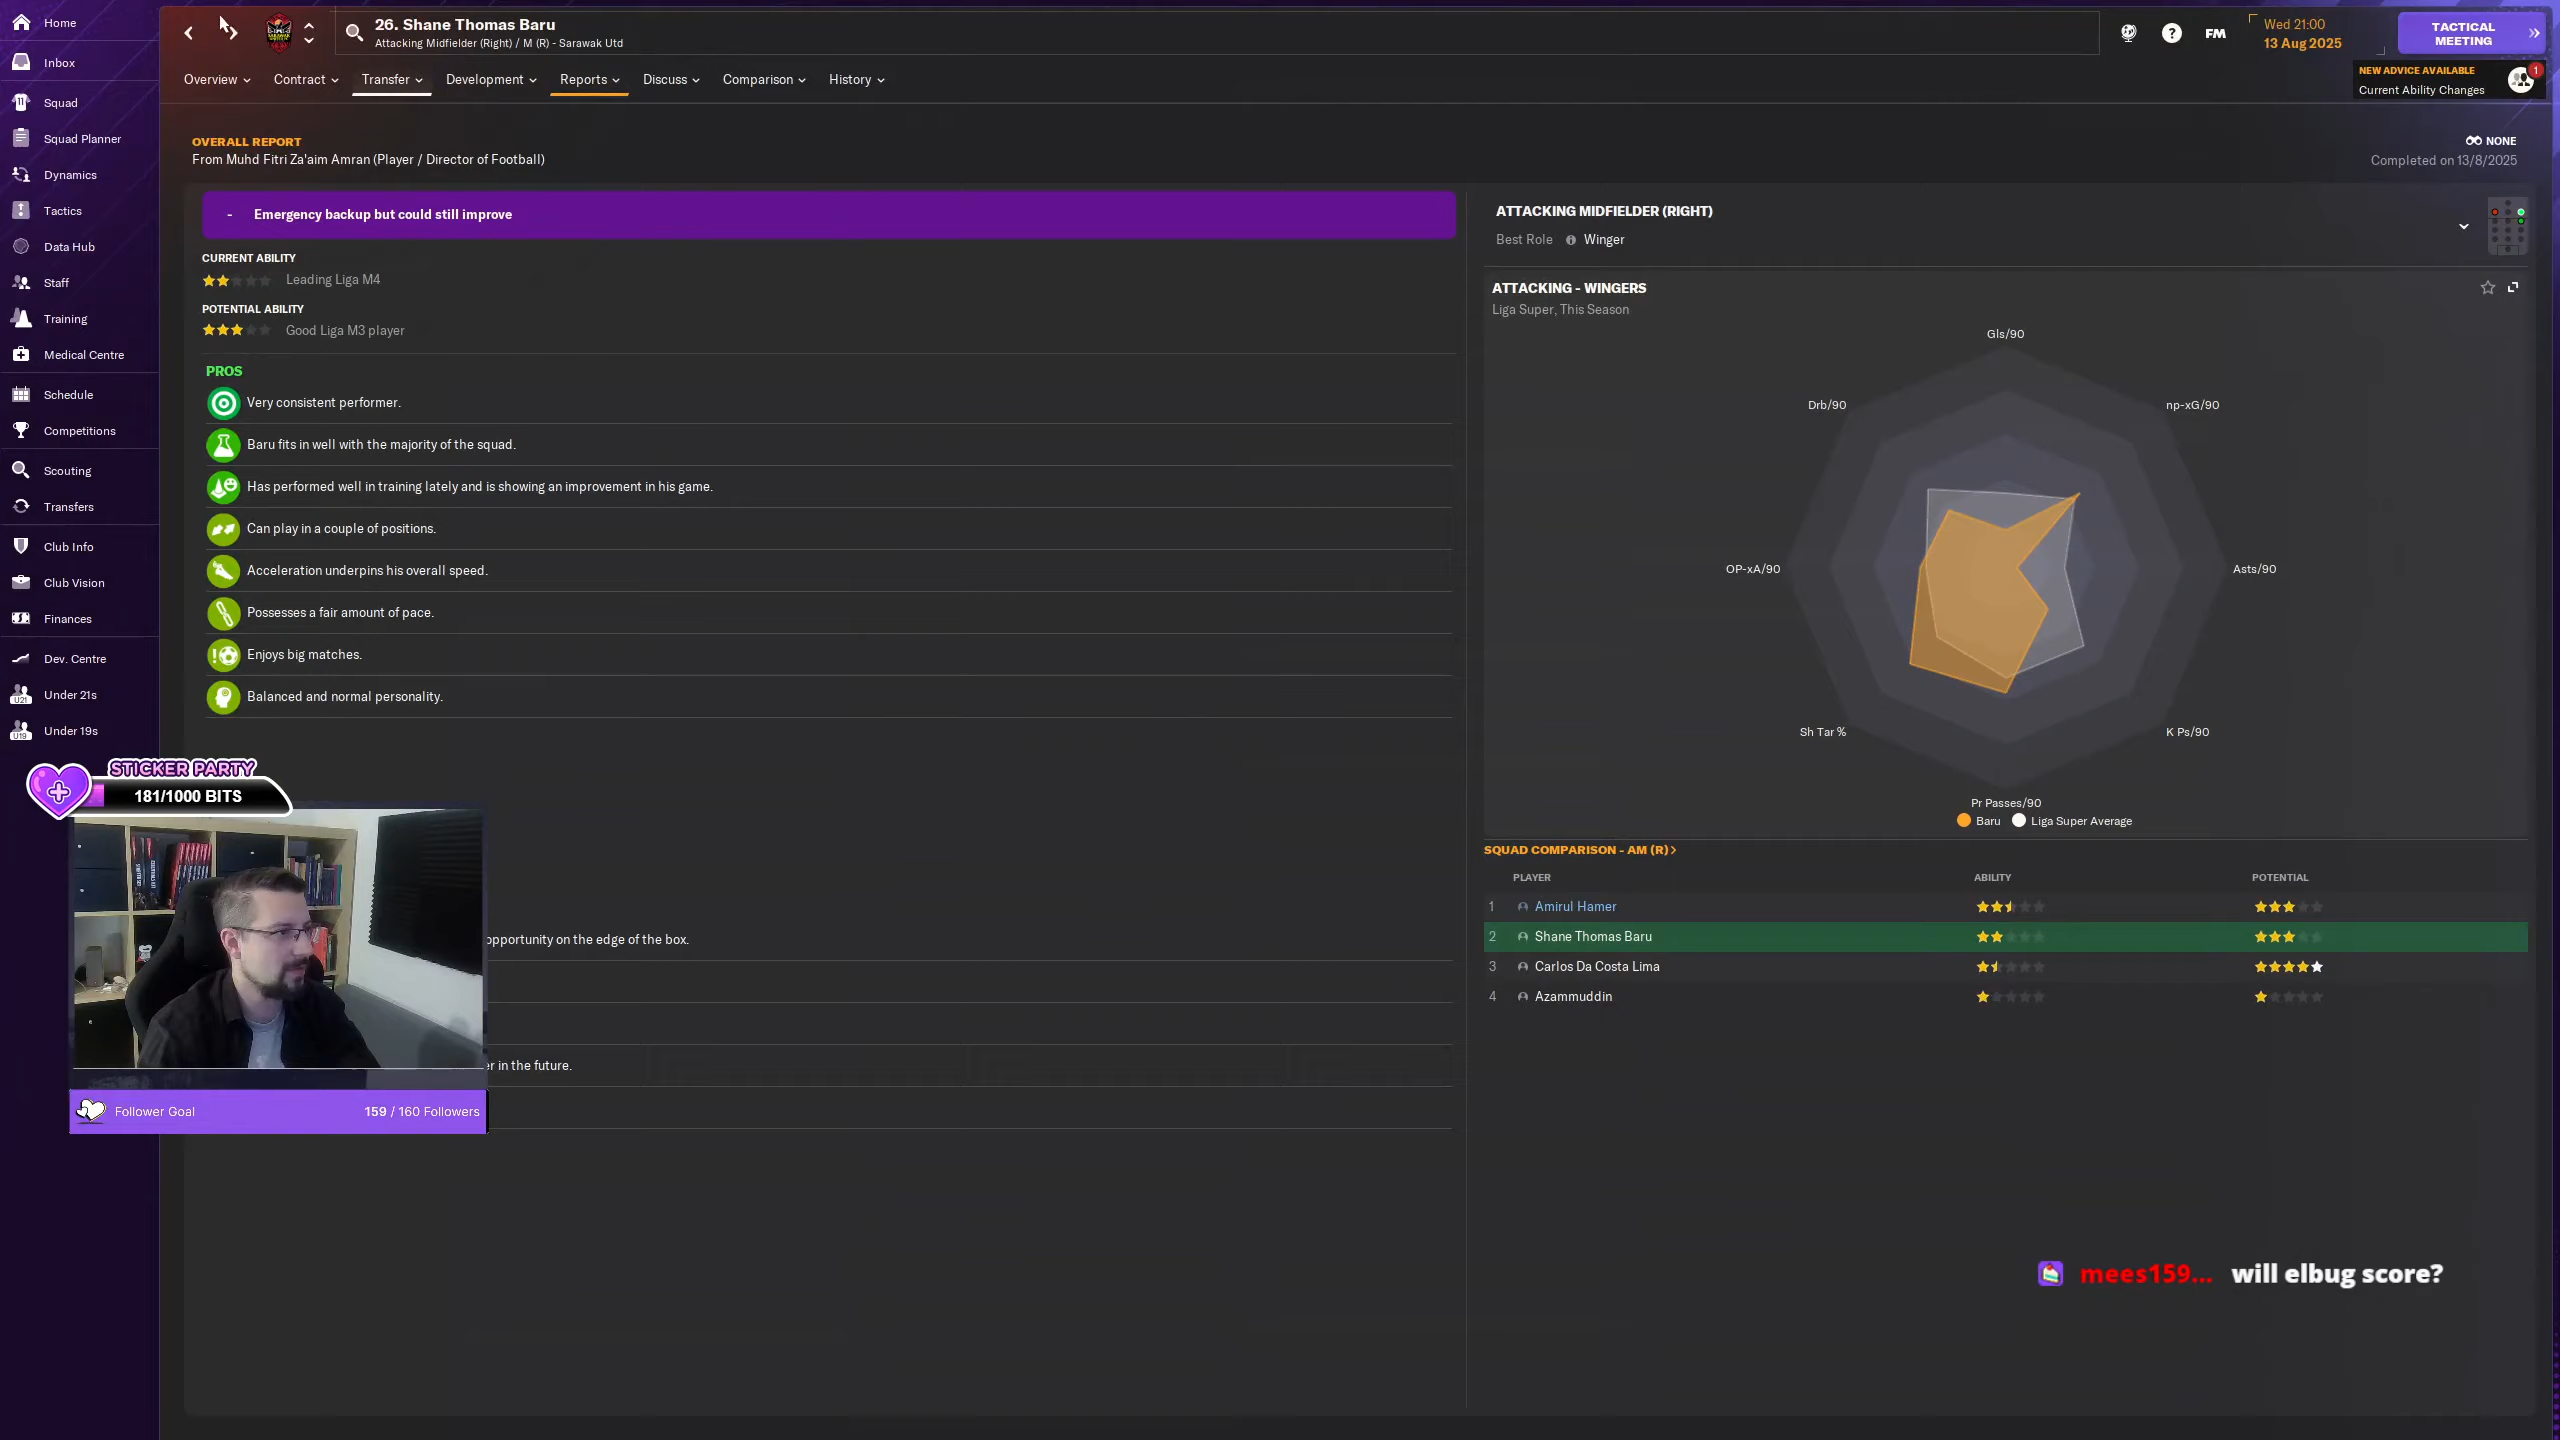 Home
Inbox
Squad
Squad Planner
Dynamics
Tactics
Data Hub
Staff
Training
Medical Centre
Schedule
Competitions
Scouting
Transfers
Club Info
Club Vision
Finances
Dev. Centre
Under 21s
Under 19s
26. Shane Thomas Baru
Attacking Midfielder (Right) / M (R) - Sarawak Utd
FM
Wed 21:00
13 Aug 2025
TACTICAL
MEETING
Overview
Contract
Transfer
Development
Reports
Discuss
Comparison
History
NEW ADVICE AVAILABLE
Current Ability Changes
1
OVERALL REPORT
From Muhd Fitri Za'aim Amran (Player / Director of Football)
NONE
Completed on 13/8/2025
- Emergency backup but could still improve
CURRENT ABILITY
Leading Liga M4
POTENTIAL ABILITY
Good Liga M3 player
PROS
Very consistent performer.
Baru fits in well with the majority of the squad.
Has performed well in training lately and is showing an improvement in his game.
Can play in a couple of positions.
Acceleration underpins his overall speed.
Possesses a fair amount of pace.
Enjoys big matches.
Balanced and normal personality.
opportunity on the edge of the box.
er in the future.
ATTACKING MIDFIELDER (RIGHT)
Best Role Winger
ATTACKING - WINGERS
Liga Super, This Season
Gls/90
Drb/90
np-xG/90
OP-xA/90
Asts/90
Sh Tar %
K Ps/90
Pr Passes/90
Baru
Liga Super Average
SQUAD COMPARISON - AM (R)
PLAYER ABILITY POTENTIAL
1 Amirul Hamer
2 Shane Thomas Baru
3 Carlos Da Costa Lima
4 Azammuddin
STICKER PARTY
181/1000 BITS
Follower Goal 159 / 160 Followers
mees159... will elbug score?